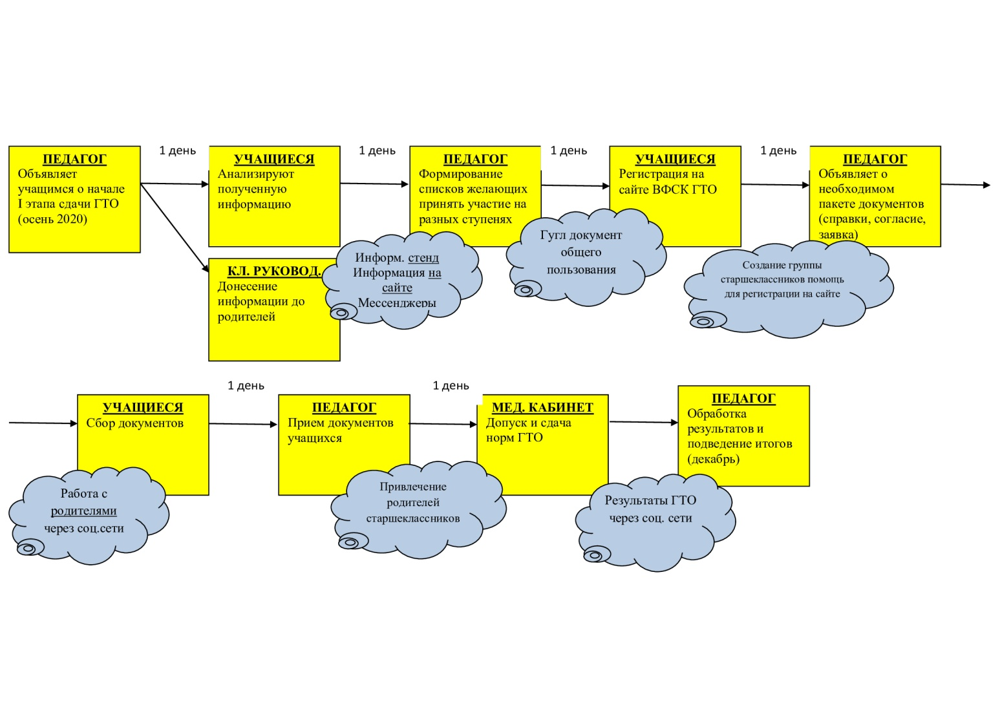 ПЕДАГОГ
Объявляет
учащимся о начале
I этапа сдачи ГТО
(осень 2020)
1 день
УЧАЩИЕСЯ
Анализируют
полученную
информацию
КЛ. РУКОВОД.
Донесение
информации до
родителей
1 день
Информ. стенд
Информация на
сайте
Мессенджеры
ПЕДАГОГ
Формирование
списков желающих
принять участие на
разных ступенях
1 день
Гугл документ
общего
пользования
УЧАЩИЕСЯ
Регистрация на
сайте ВФСК ГТО
1 день
Создание группы
старшеклассников помощь
для регистрации на сайте
ПЕДАГОГ
Объявляет о
необходимом
пакете документов
(справки, согласие,
заявка)
УЧАЩИЕСЯ
Сбор документов
Работа с
родителями
через соц.сети
1 день
ПЕДАГОГ
Прием документов
учащихся
1 день
Привлечение
родителей
старшеклассников
МЕД. КАБИНЕТ
Допуск и сдача
норм ГТО
Результаты ГТО
через соц. сети
ПЕДАГОГ
Обработка
результатов и
подведение итогов
(декабрь)